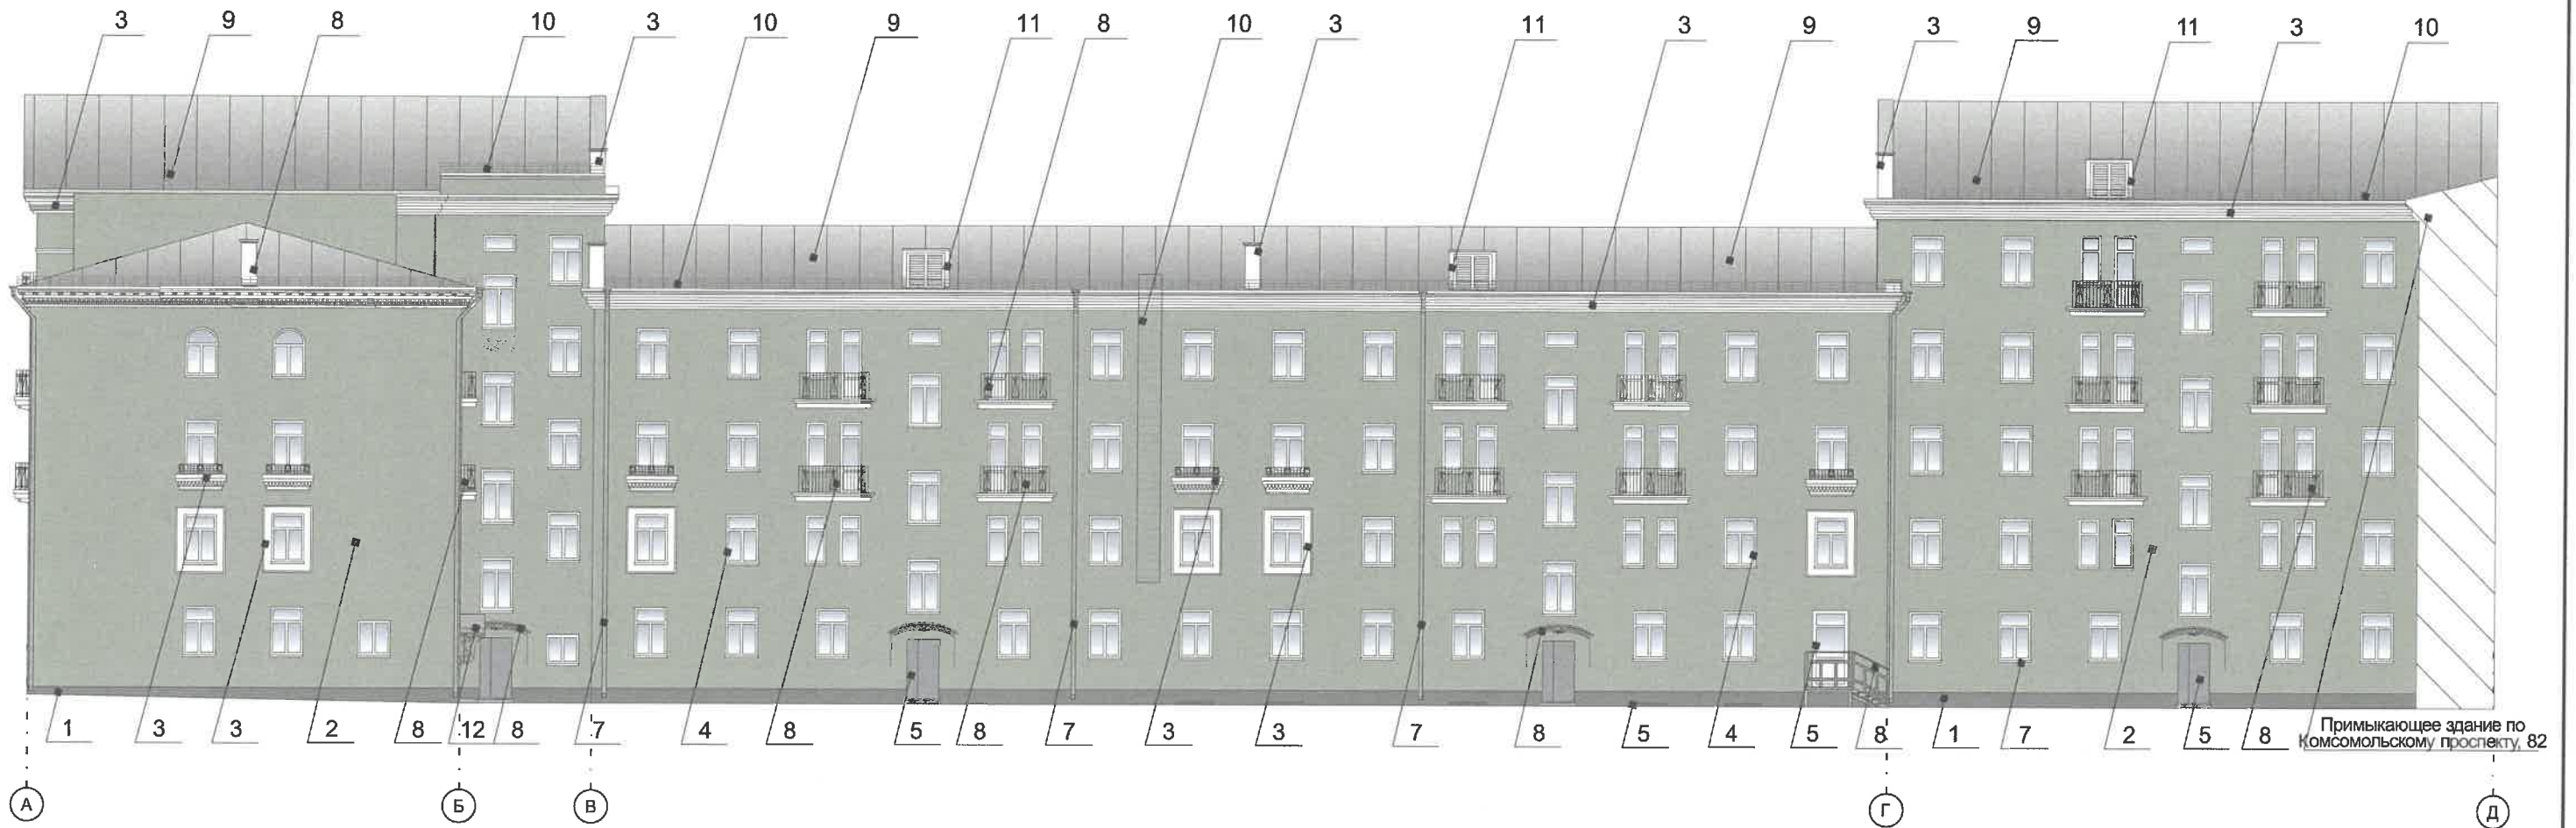 3 9 8 10 3 10 9 11 8 10 3 11 3 9 3 9 11 3 10
1 3 3 2 8 12 8 7 4 8 5 8 7 3 3 7 8 5 4 5 8 1 7 2 5 8
Примыкающее здание по
Комсомольскому проспекту, 82
А Б В Г Д